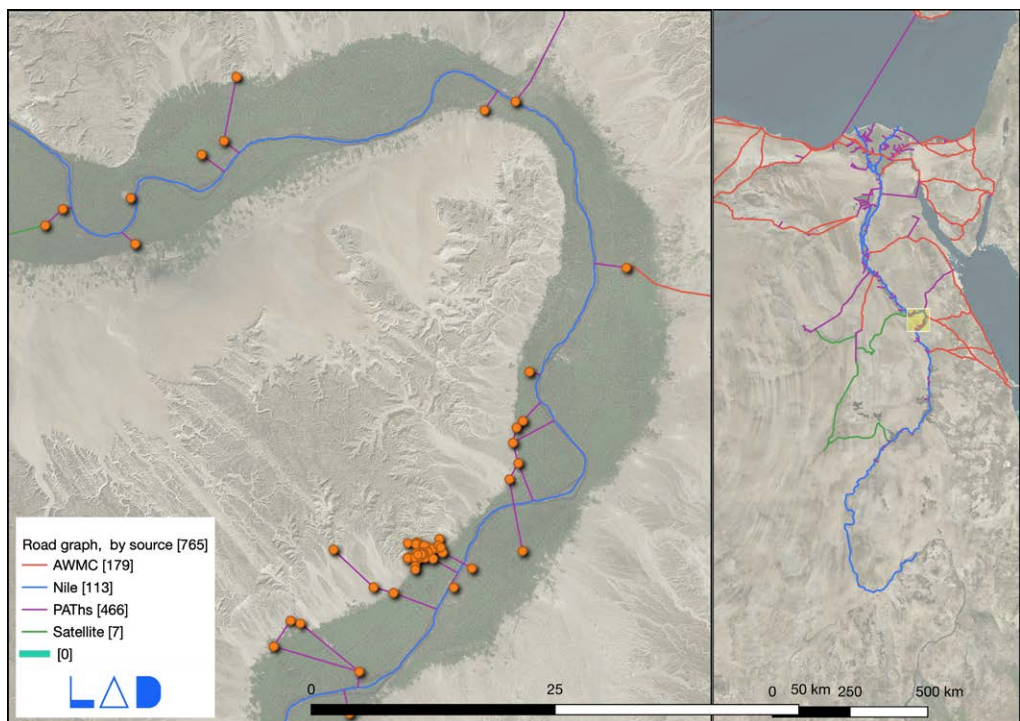 Road graph, by source [765]
AWMC [179]
Nile [113]
PAThs [466]
Satellite [7]
[0]
LAD
0 25 50 km
0 250 500 km